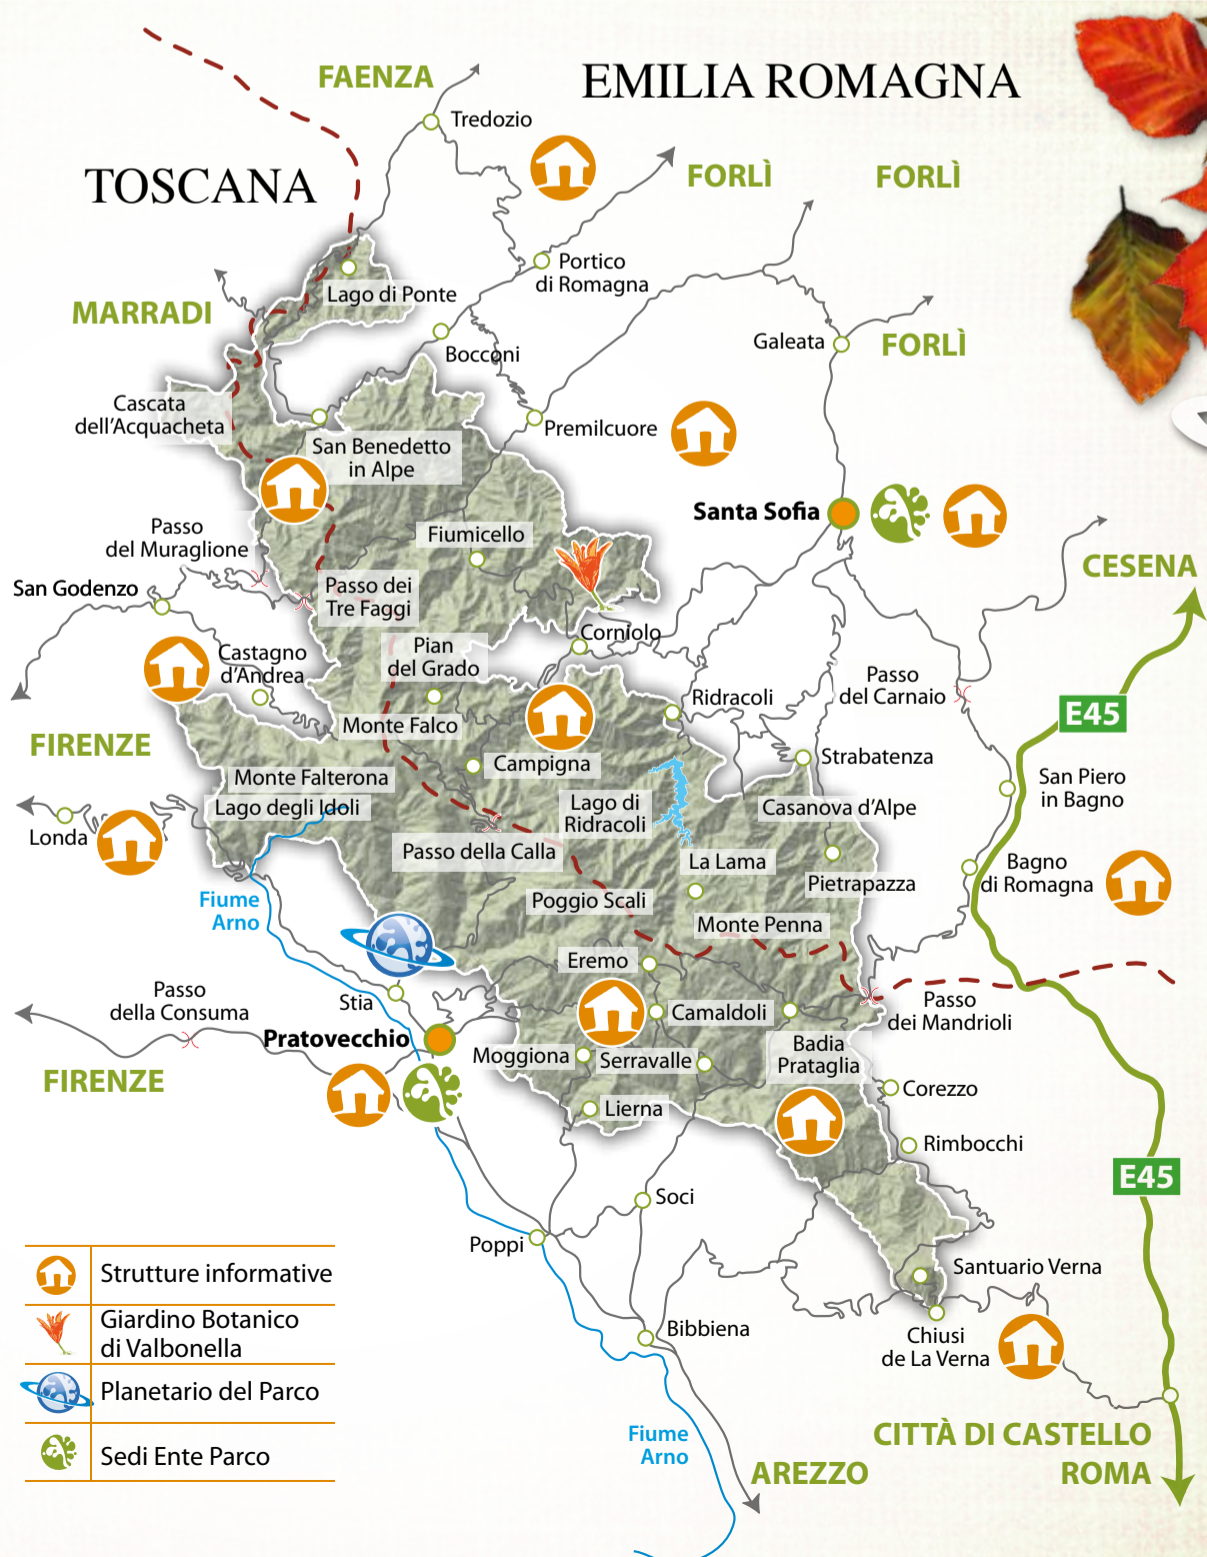 EMILIA ROMAGNA
FAENZA
Tredozio
TOSCANA
FORLÌ
FORLÌ
Portico
di Romagna
Lago di Ponte
MARRADI
Bocconi
Galeata
FORLÌ
Cascata
dell'Acquacheta
Premilcuore
San Benedetto
in Alpe
Santa Sofia
Passo
del Muraglione
Fiumicello
CESENA
San Godenzo
Passo dei
Tre Faggi
Corniolo
Castagno
d'Andrea
Pian
del Grado
Passo
del Carnaio
Ridracoli
E45
Monte Falco
FIRENZE
Campigna
Strabatenza
Monte Falterona
San Piero
in Bagno
Lago degli Idoli
Lago di
Ridracoli
Casanova d'Alpe
Londa
Passo della Calla
La Lama
Bagno
di Romagna
Pietrapazza
Fiume
Arno
Poggio Scali
Monte Penna
Eremo
Passo
della Consuma
Stia
Camaldoli
Passo
dei Mandrioli
Pratovecchio
Moggiona
Serravalle
Badia
Prataglia
FIRENZE
Corezzo
Lierna
Rimbocchi
E45
Soci
Poppi
Santuario Verna
Strutture informative
Bibbiena
Chiusi
de La Verna
Giardino Botanico
di Valbonella
Planetario del Parco
Fiume
Arno
CITTÀ DI CASTELLO
ROMA
Sedi Ente Parco
AREZZO